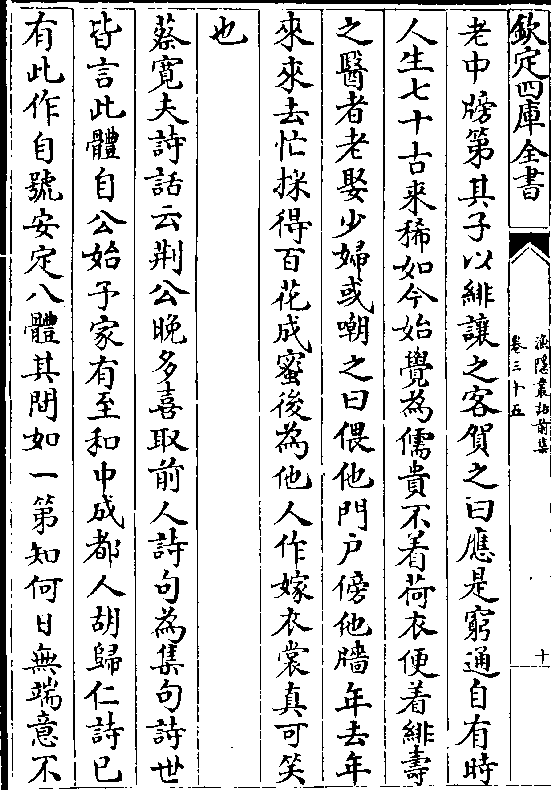 欽定四庫全書
漁隠叢話前集
卷三十五
十
老中牓第其子以緋讓之客賀之曰應是窮通自有時
人生七十古來稀如今始覺為儒貴不着荷衣便着緋壽
之醫者老娶少婦或嘲之曰偎他門户傍他牆年去年
來來去忙採得百花成蜜後為他人作嫁衣裳真可笑
也
蔡寬夫詩話云荆公晚多喜取前人詩句為集句詩世
皆言此體自公始予家有至和中成都人胡歸仁詩已
有此作自號安定八體其間如一第知何日無端意不